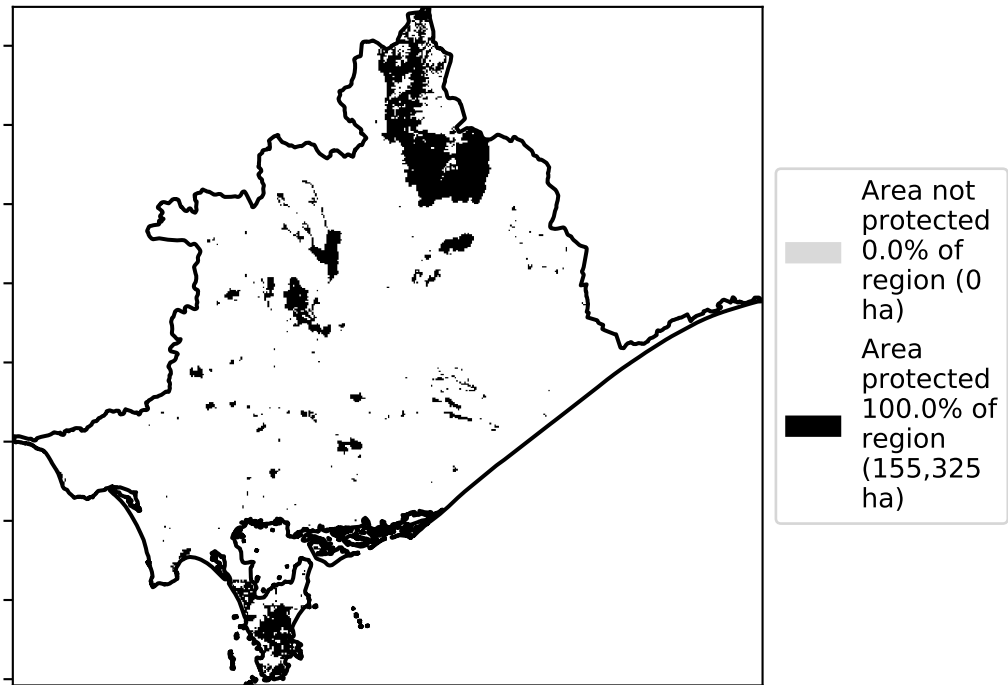 Area not
protected
0.0% of
region (0
ha)
Area
protected
100.0% of
region
(155,325
ha)